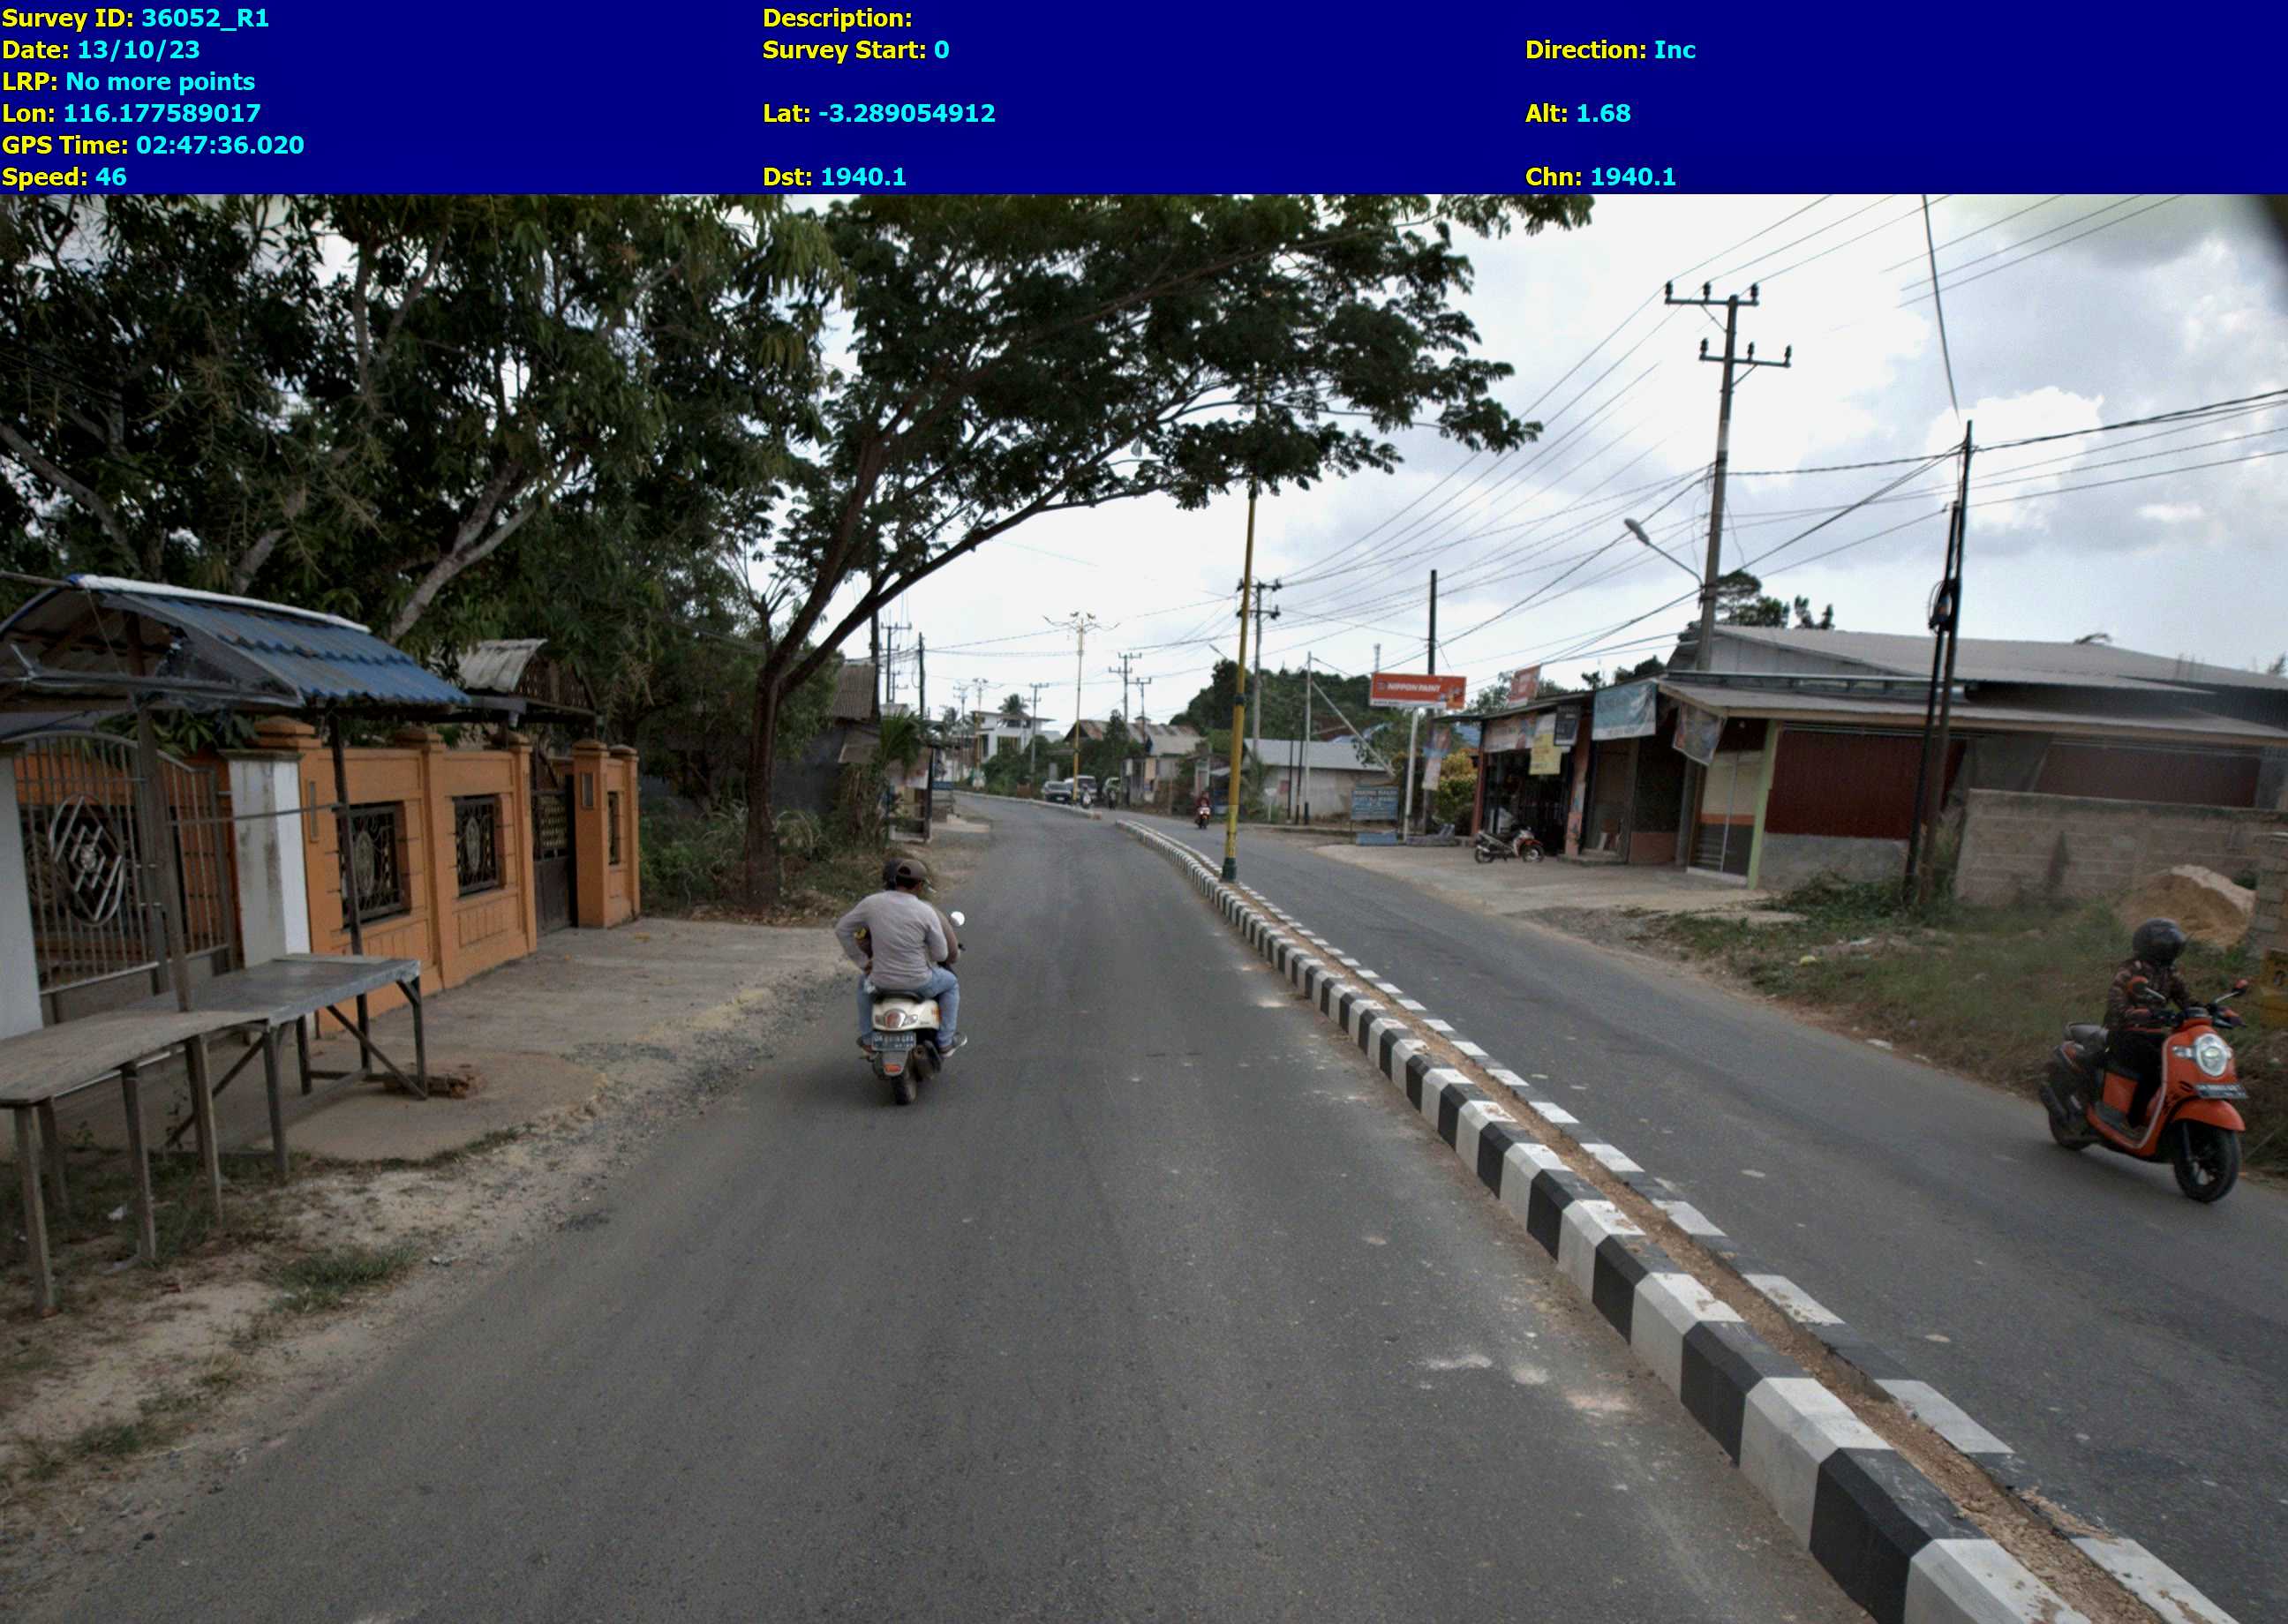 Survey ID: 36052_R1
Description:
Date: 13/10/23
Survey Start: 0
Direction: Inc
LRP: No more points
Lon: 116.177589017
Lat: -3.289054912
Alt: 1.68
GPS Time: 02:47:36.020
Speed: 46
Dst: 1940.1
Chn: 1940.1
NIPPON PAINT